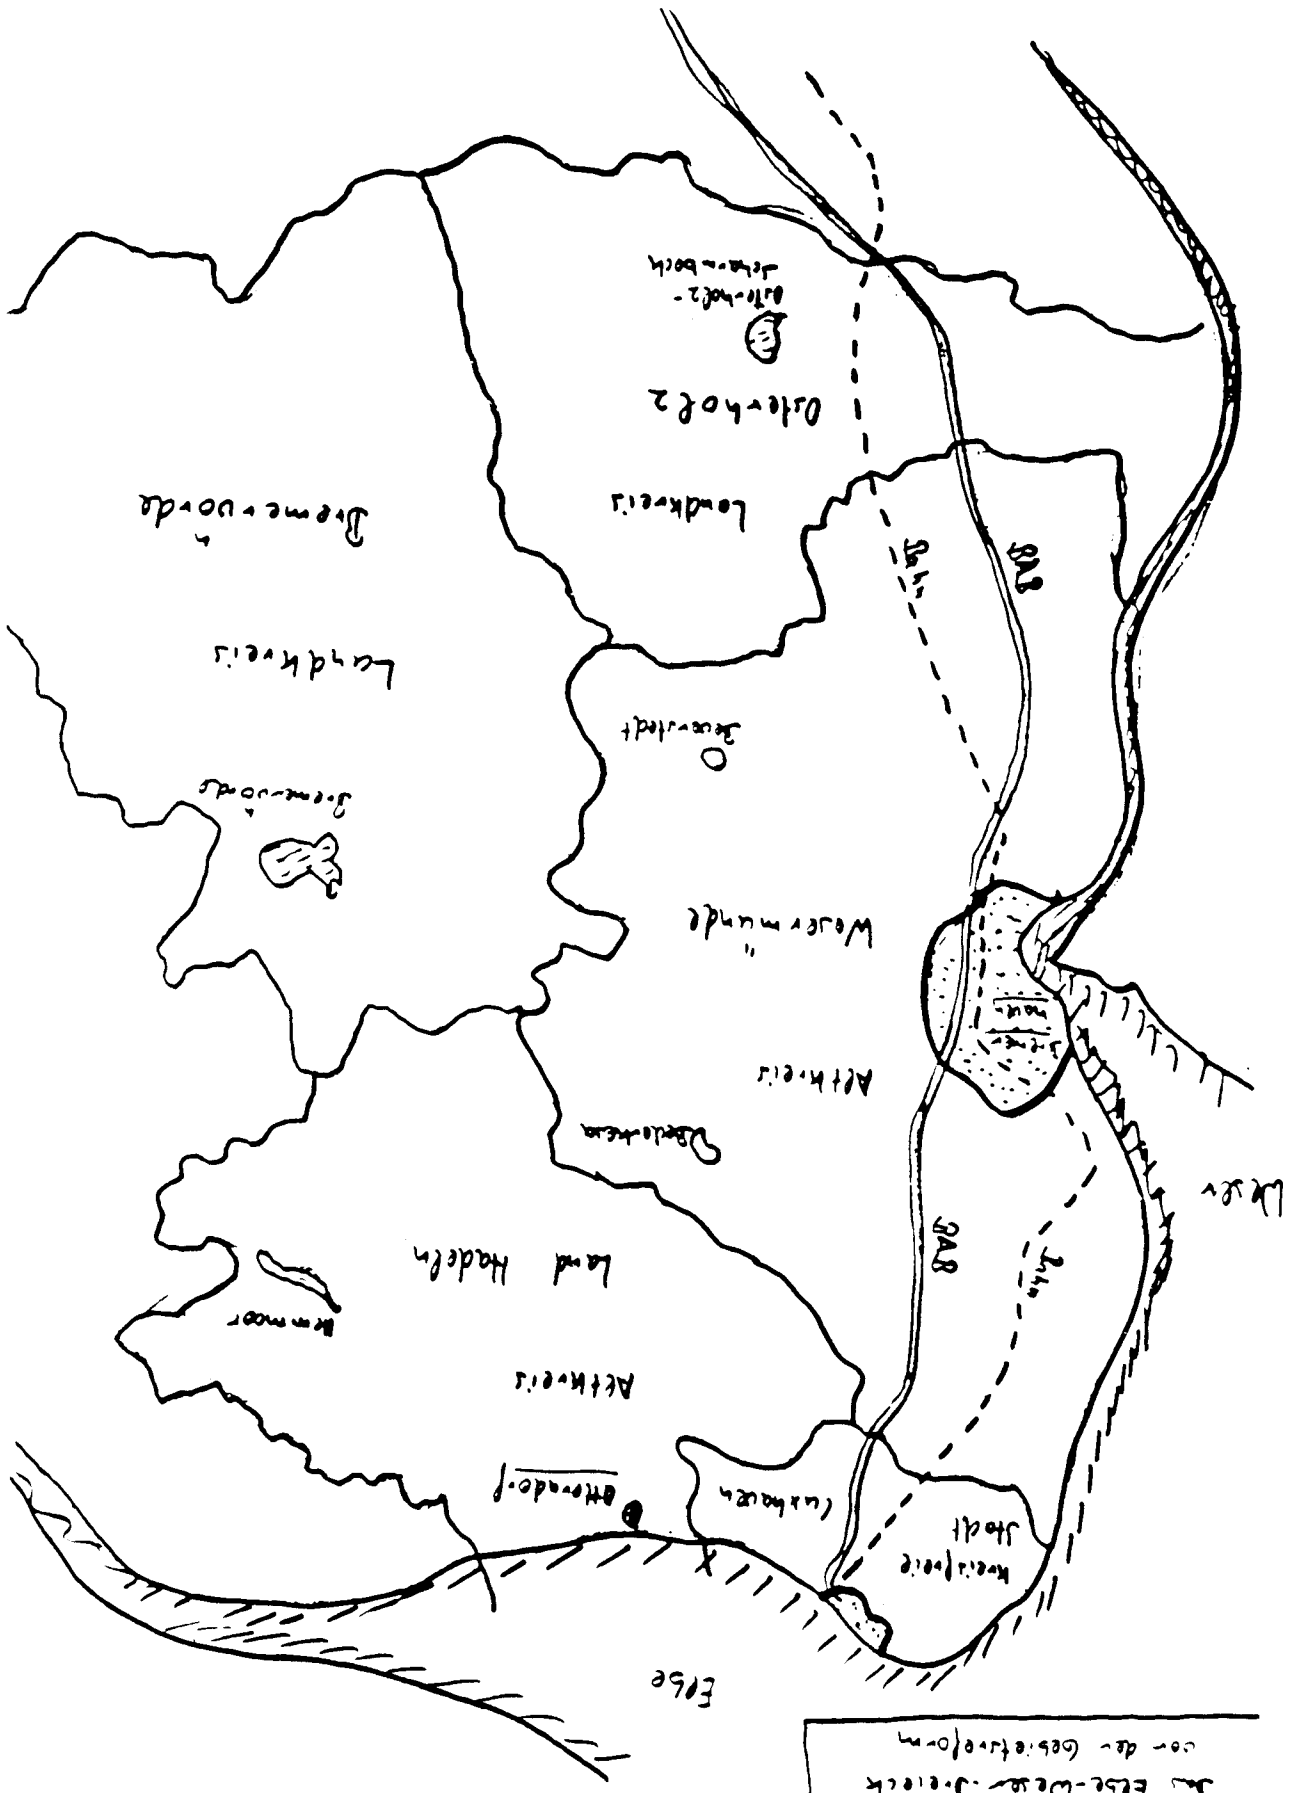 Das Elbe-Weser-Dreieck
vor der Gebietsreform
Elbe
Kreisfreie
Stadt
Cuxhaven
Otterndorf
Altkreis
Hemmoor
Land Hadeln
BAB
Bahn
Weser
Bederkesa
Altkreis
Bremer
haven
Wesermünde
Bremervörde
Beverstedt
Landkreis
BAB
Bahn
Bremervörde
Landkreis
Osterholz
Osterholz-
Scharmbeck